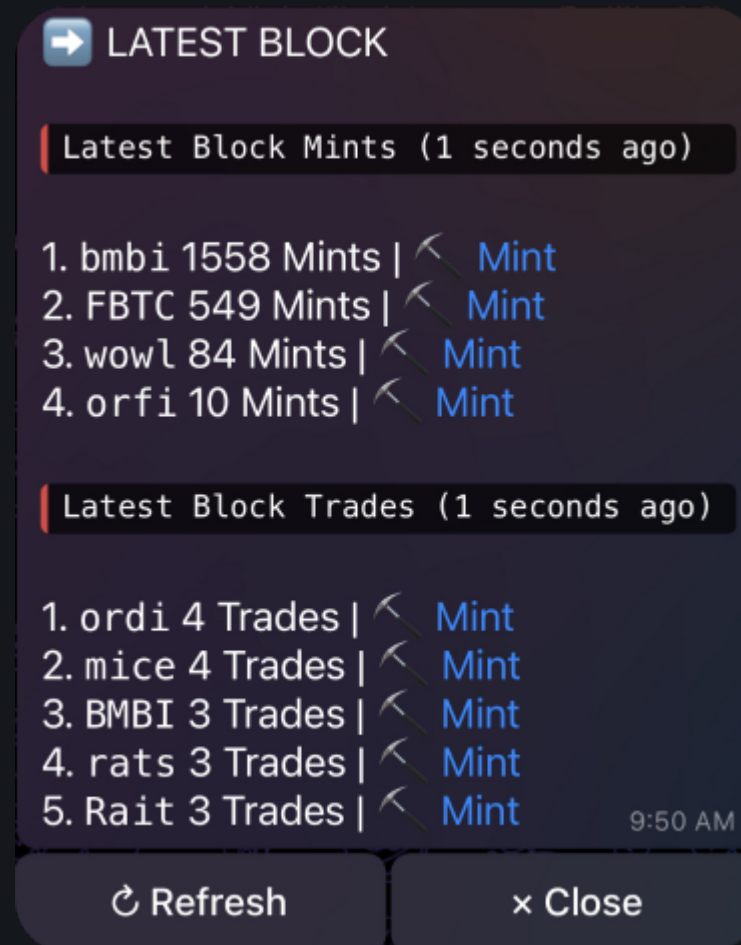 ➡️ LATEST BLOCK
Latest Block Mints (1 seconds ago)
1. bmbi 1558 Mints | ⛏ Mint
2. FBTC 549 Mints | ⛏ Mint
3. wowl 84 Mints | ⛏ Mint
4. orfi 10 Mints | ⛏ Mint
Latest Block Trades (1 seconds ago)
1. ordi 4 Trades | ⛏ Mint
2. mice 4 Trades | ⛏ Mint
3. BMBI 3 Trades | ⛏ Mint
4. rats 3 Trades | ⛏ Mint
5. Rait 3 Trades | ⛏ Mint
9:50 AM
↻ Refresh
× Close